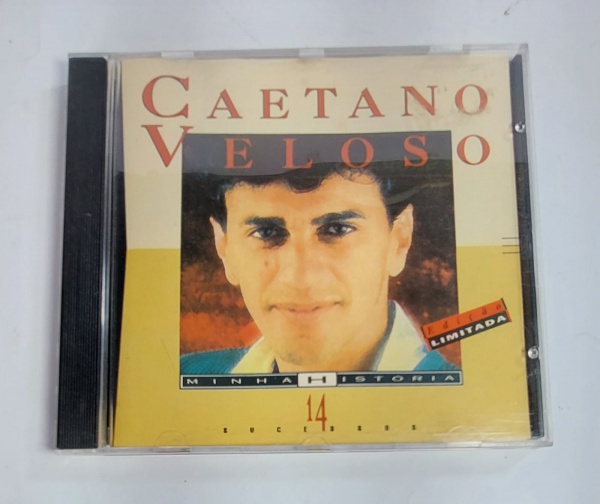 CAETANO
VELOSO
Edição
LIMITADA
MINHA HISTÓRIA
14
SUCESSOS